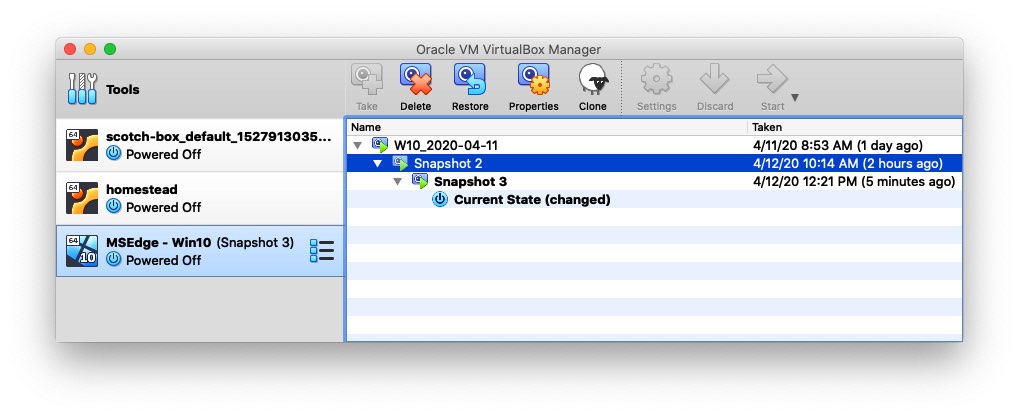 Oracle VM VirtualBox Manager
Tools
Take Delete Restore Properties Clone Settings Discard Start
64 scotch-box_default_1527913035...
Powered Off
64 homestead
Powered Off
64 10 MSEdge - Win10 (Snapshot 3)
Powered Off
Name Taken
W10_2020-04-11 4/11/20 8:53 AM (1 day ago)
Snapshot 2 4/12/20 10:14 AM (2 hours ago)
Snapshot 3 4/12/20 12:21 PM (5 minutes ago)
Current State (changed)